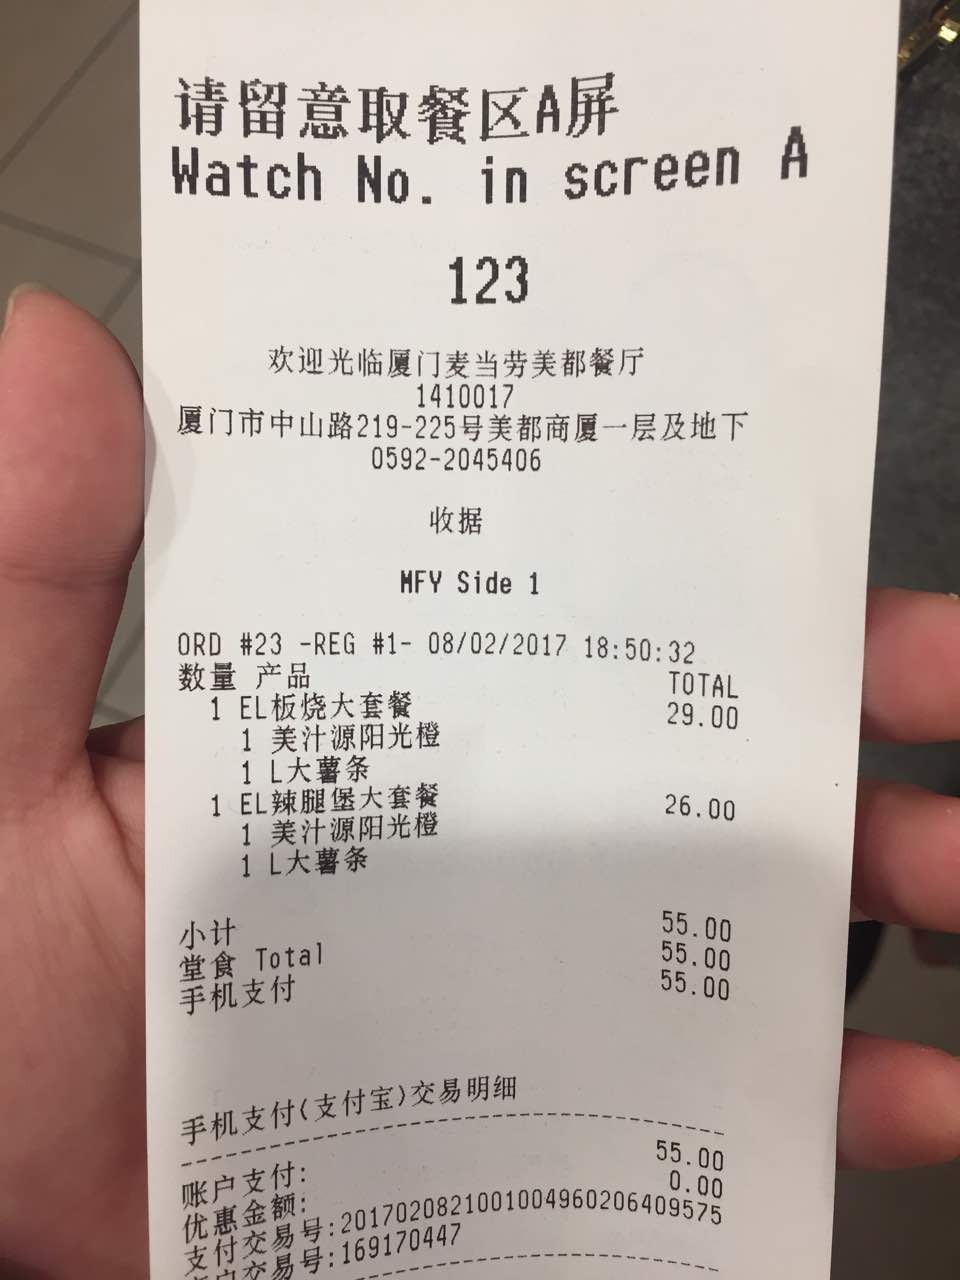 请留意取餐区A屏
Watch No. in screen A
123
欢迎光临厦门麦当劳美都餐厅
1410017
厦门市中山路219-225号美都商厦一层及地下
0592-2045406
收据
MFY Side 1
ORD #23 -REG #1- 08/02/2017 18:50:32
数量 产品 TOTAL
1 EL板烧大套餐 29.00
1 美汁源阳光橙
1 L大薯条
1 EL辣腿堡大套餐 26.00
1 美汁源阳光橙
1 L大薯条
小计 55.00
堂食 Total 55.00
手机支付 55.00
手机支付(支付宝)交易明细
账户支付: 55.00
优惠金额: 0.00
支付交易号:2017020821001004960206409575
商户交易号:169170447